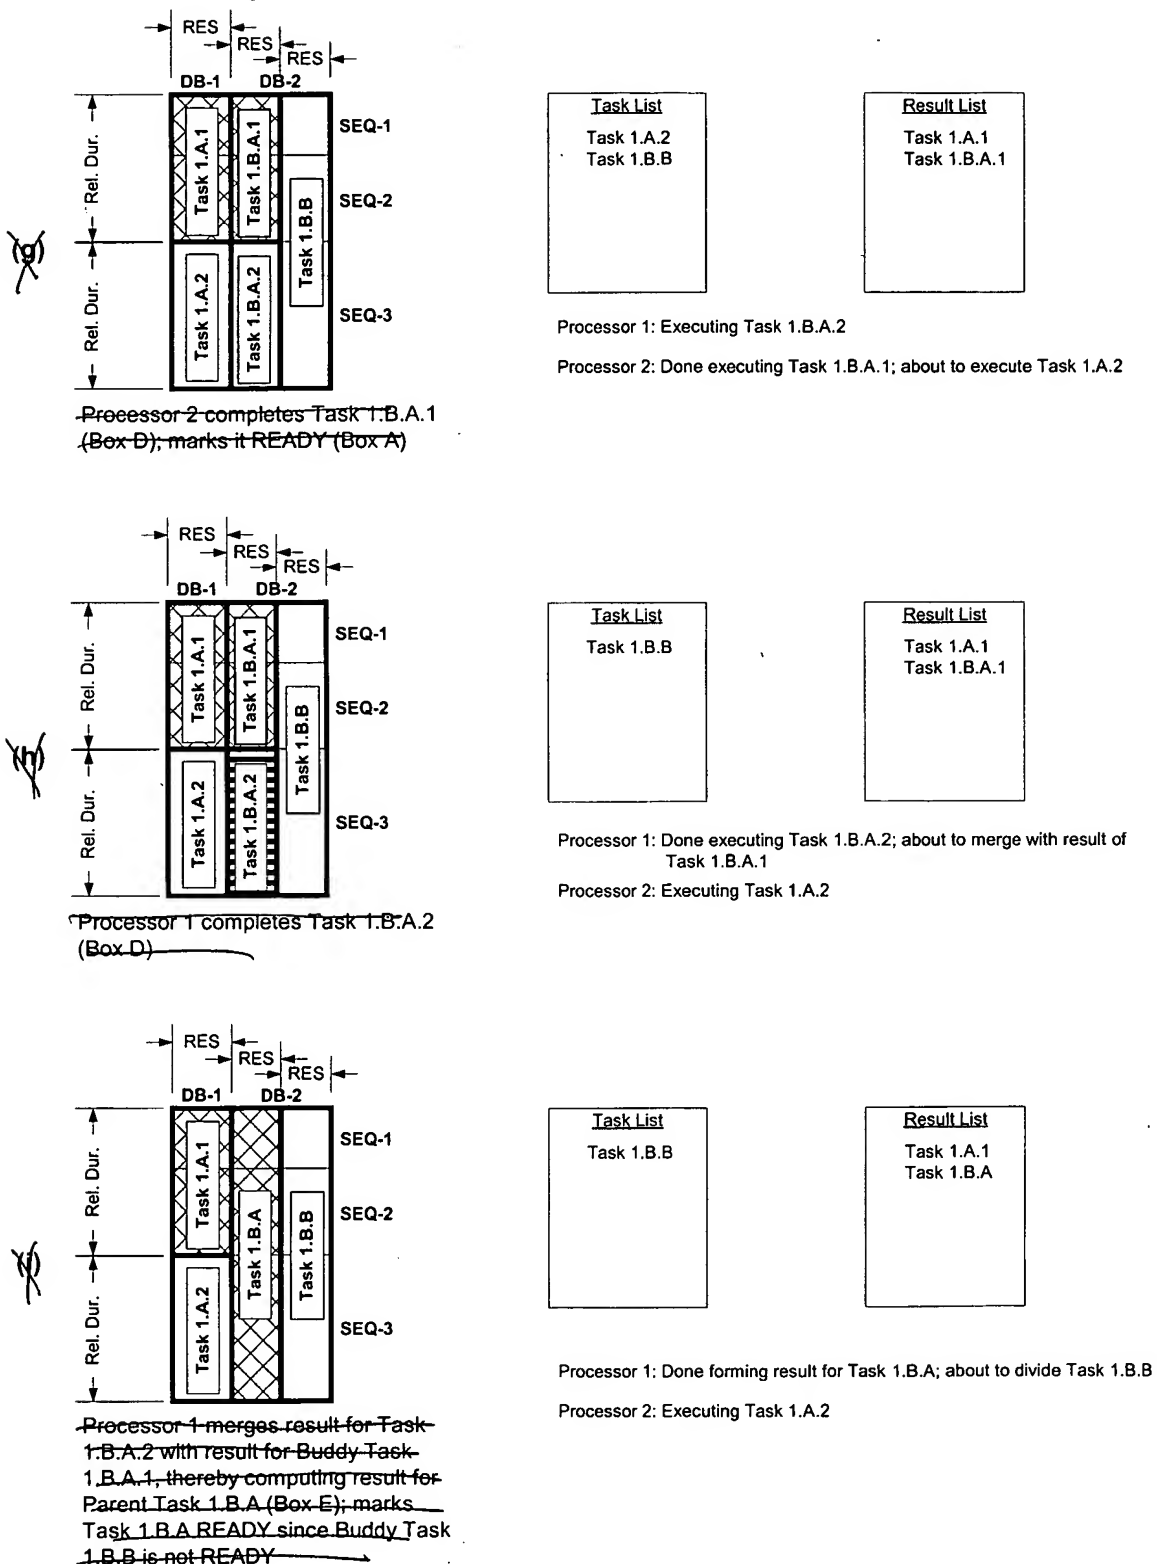 RES
RES
RES
DB-1 DB-2
Rel. Dur.
Rel. Dur.
Task 1.A.1
Task 1.B.A.1
Task 1.A.2
Task 1.B.A.2
Task 1.B.B
SEQ-1
SEQ-2
SEQ-3
(g)
Task List
Task 1.A.2
Task 1.B.B
Result List
Task 1.A.1
Task 1.B.A.1
Processor 1: Executing Task 1.B.A.2
Processor 2: Done executing Task 1.B.A.1; about to execute Task 1.A.2
Processor 2 completes Task 1.B.A.1
(Box D); marks it READY (Box A)
RES
RES
RES
DB-1 DB-2
Rel. Dur.
Rel. Dur.
Task 1.A.1
Task 1.B.A.1
Task 1.A.2
Task 1.B.A.2
Task 1.B.B
SEQ-1
SEQ-2
SEQ-3
(h)
Task List
Task 1.B.B
Result List
Task 1.A.1
Task 1.B.A.1
Processor 1: Done executing Task 1.B.A.2; about to merge with result of
Task 1.B.A.1
Processor 2: Executing Task 1.A.2
Processor 1 completes Task 1.B.A.2
(Box D)
RES
RES
RES
DB-1 DB-2
Rel. Dur.
Rel. Dur.
Task 1.A.1
Task 1.A.2
Task 1.B.A
Task 1.B.B
SEQ-1
SEQ-2
SEQ-3
(i)
Task List
Task 1.B.B
Result List
Task 1.A.1
Task 1.B.A
Processor 1: Done forming result for Task 1.B.A; about to divide Task 1.B.B
Processor 2: Executing Task 1.A.2
Processor 1 merges result for Task
1.B.A.2 with result for Buddy Task
1.B.A.1, thereby computing result for
Parent Task 1.B.A (Box E); marks
Task 1.B.A READY since Buddy Task
1.B.B is not READY